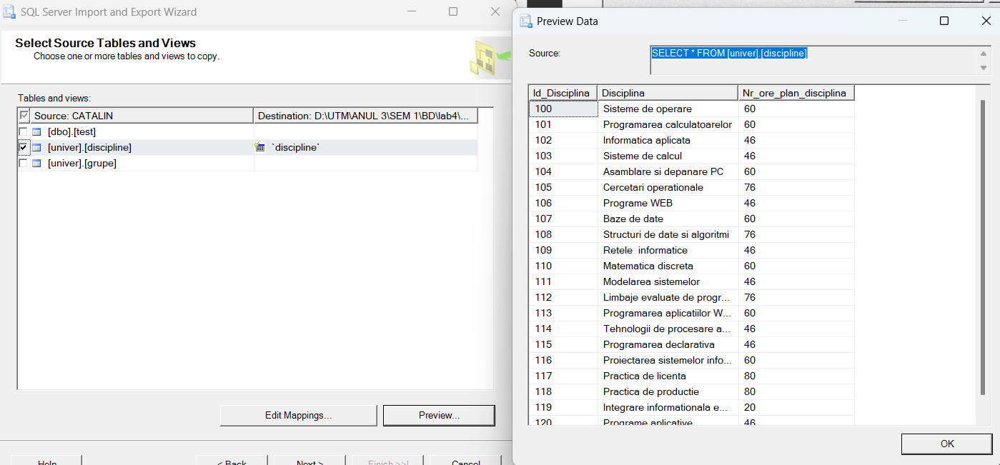 SQL Server Import and Export Wizard
Select Source Tables and Views
Choose one or more tables and views to copy.
Tables and views:
Source: CATALIN Destination: D:\UTM\ANUL 3\SEM 1\BD\lab4\...
[dbo].[test]
[univer].[discipline] `discipline`
[univer].[grupe]
Edit Mappings... Preview...
Help < Back Next > Finish >>| Cancel
Preview Data
Source: SELECT * FROM [univer].[discipline]
Id_Disciplina Disciplina Nr_ore_plan_disciplina
100 Sisteme de operare 60
101 Programarea calculatoarelor 60
102 Informatica aplicata 46
103 Sisteme de calcul 46
104 Asamblare si depanare PC 60
105 Cercetari operationale 76
106 Programe WEB 46
107 Baze de date 60
108 Structuri de date si algoritmi 76
109 Retele  informatice 46
110 Matematica discreta 60
111 Modelarea sistemelor 46
112 Limbaje evaluate de progr... 76
113 Programarea aplicatiilor W... 60
114 Tehnologii de procesare a... 46
115 Programarea declarativa 46
116 Proiectarea sistemelor info... 60
117 Practica de licenta 80
118 Practica de productie 80
119 Integrare informationala e... 20
120 Programe aplicative 46
OK